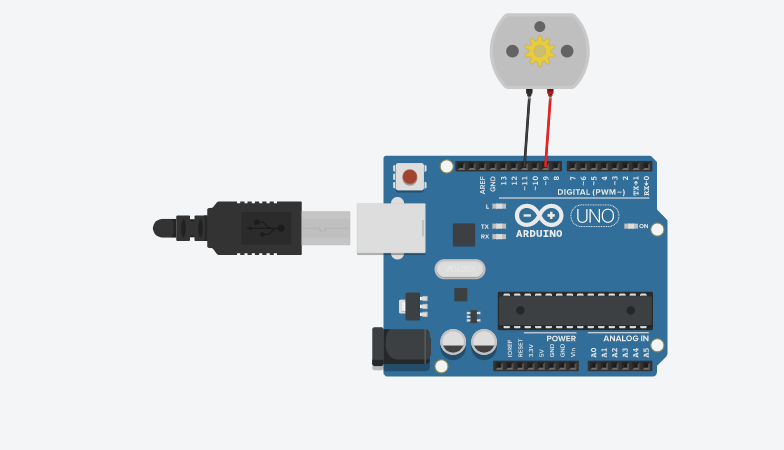 AREF
GND
13
12
~11
~10
~9
8
7
~6
~5
4
~3
2
TX→1
RX←0
DIGITAL (PWM~)
L
TX
RX
UNO
ON
ARDUINO
POWER
ANALOG IN
IOREF
RESET
3.3V
5V
GND
GND
Vin
A0
A1
A2
A3
A4
A5